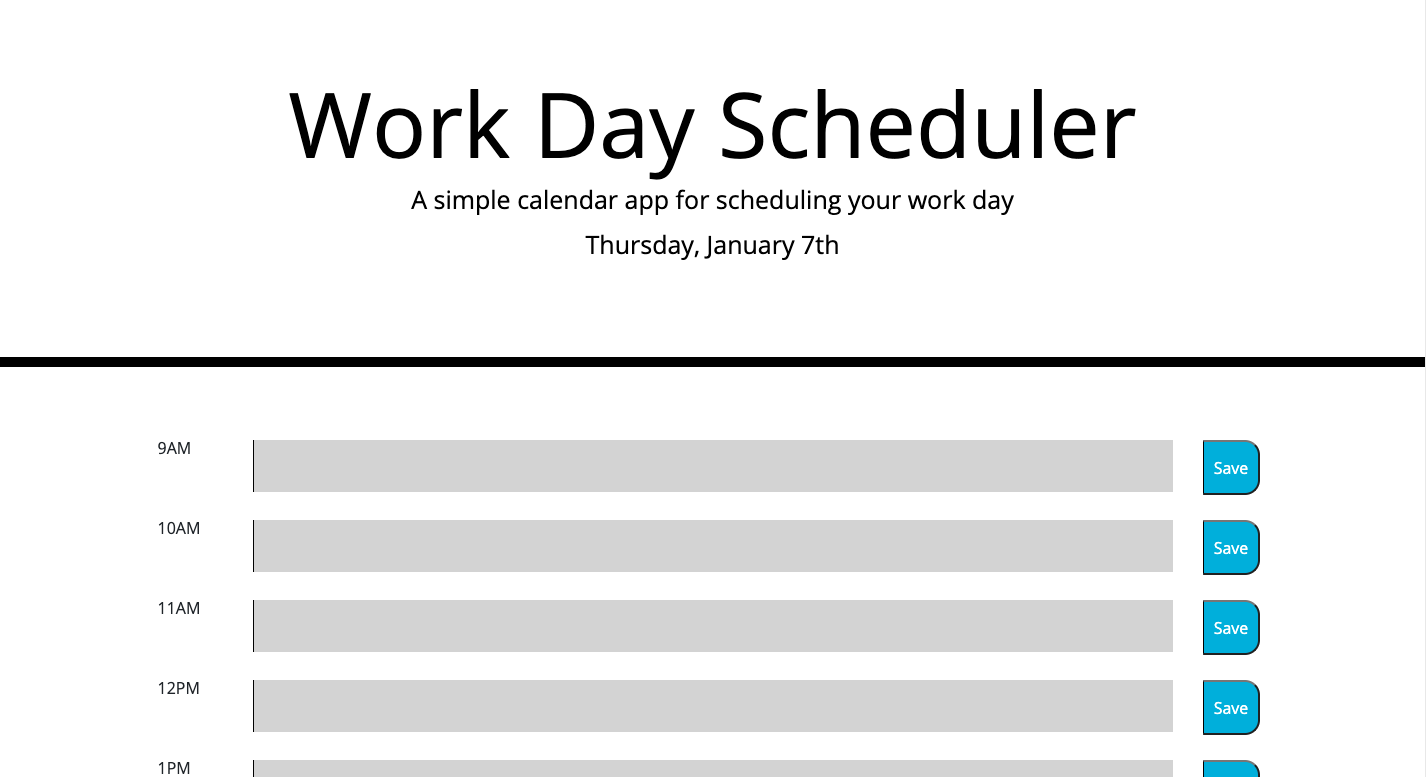 Work Day Scheduler
A simple calendar app for scheduling your work day
Thursday, January 7th
9AM
Save
10AM
Save
11AM
Save
12PM
Save
1PM